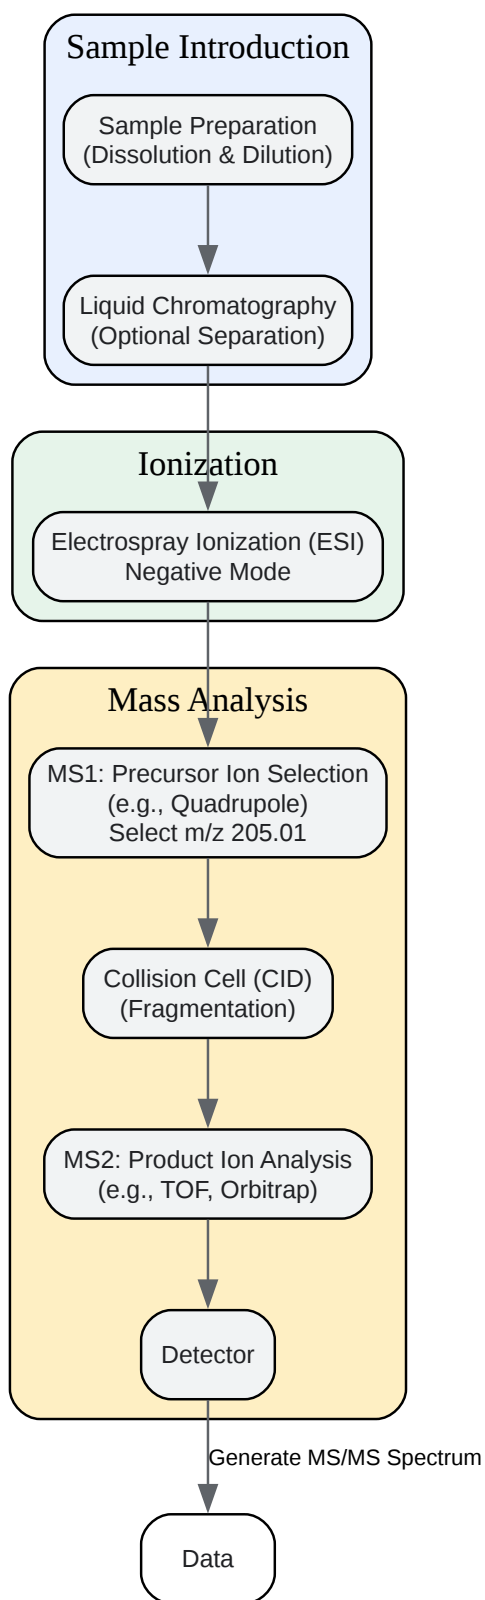 Sample Introduction
Sample Preparation
(Dissolution & Dilution)
Liquid Chromatography
(Optional Separation)
Ionization
Electrospray Ionization (ESI)
Negative Mode
Mass Analysis
MS1: Precursor Ion Selection
(e.g., Quadrupole)
Select m/z 205.01
Collision Cell (CID)
(Fragmentation)
MS2: Product Ion Analysis
(e.g., TOF, Orbitrap)
Detector
Generate MS/MS Spectrum
Data